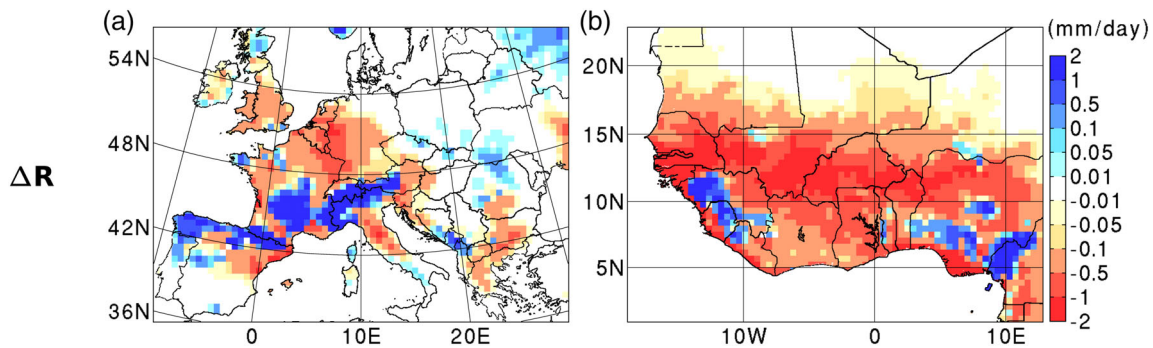 (a)
(b)
(mm/day)
54N
48N
42N
36N
ΔR
0
10E
20E
20N
15N
10N
5N
10W
0
10E
2
1
0.5
0.1
0.05
0.01
-0.01
-0.05
-0.1
-0.5
-1
-2